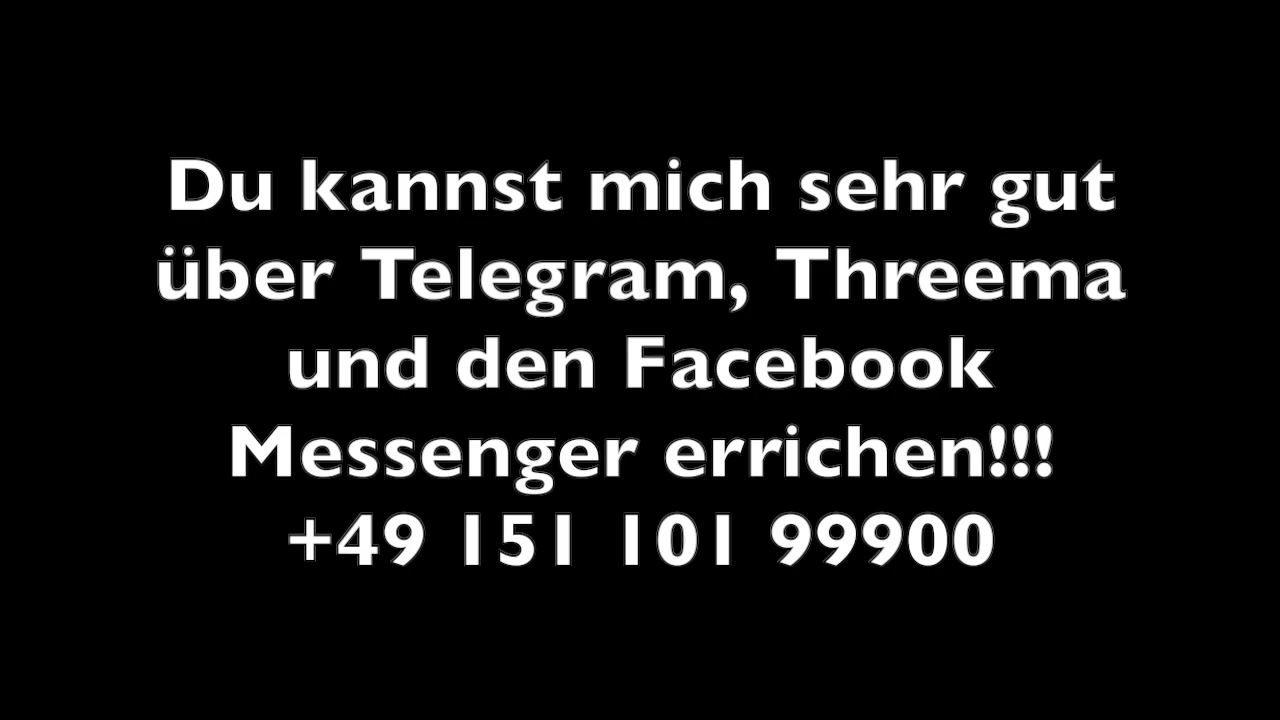 Du kannst mich sehr gut
über Telegram, Threema
und den Facebook
Messenger errichen!!!
+49 151 101 99900